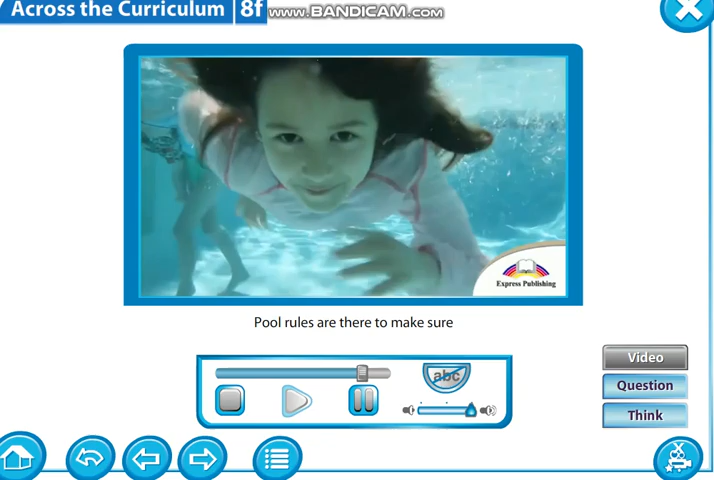 Across the Curriculum 8f
www.BANDICAM.com
Express Publishing
Pool rules are there to make sure
abc
Video
Question
Think